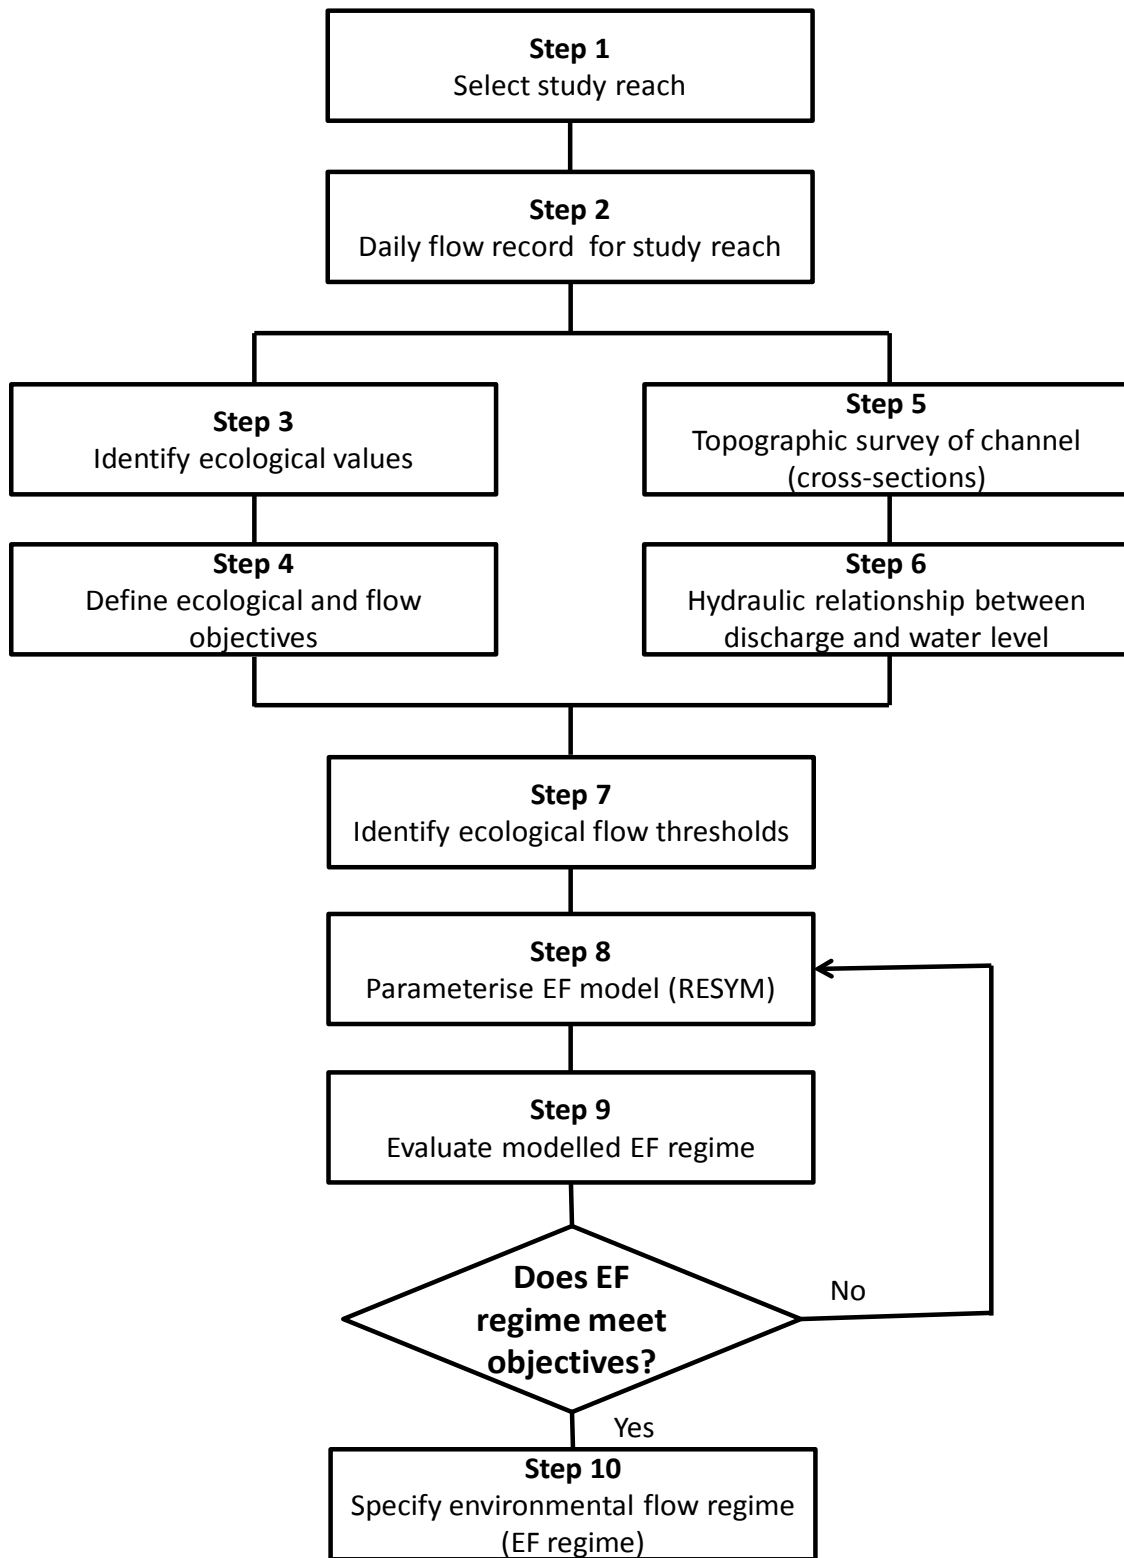 Step 1
Select study reach
Step 2
Daily flow record for study reach
Step 3
Identify ecological values
Step 4
Define ecological and flow
objectives
Step 5
Topographic survey of channel
(cross-sections)
Step 6
Hydraulic relationship between
discharge and water level
Step 7
Identify ecological flow thresholds
Step 8
Parameterise EF model (RESYM)
Step 9
Evaluate modelled EF regime
Does EF
regime meet
objectives?
No
Yes
Step 10
Specify environmental flow regime
(EF regime)